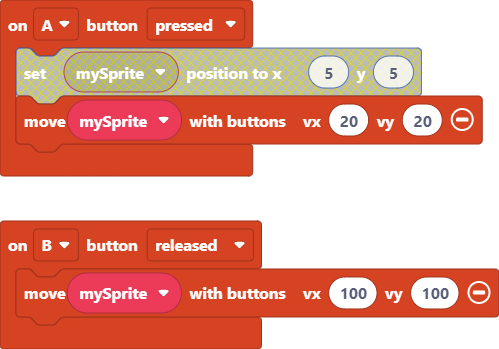 on A button pressed
set mySprite position to x 5 y 5
move mySprite with buttons vx 20 vy 20
on B button released
move mySprite with buttons vx 100 vy 100